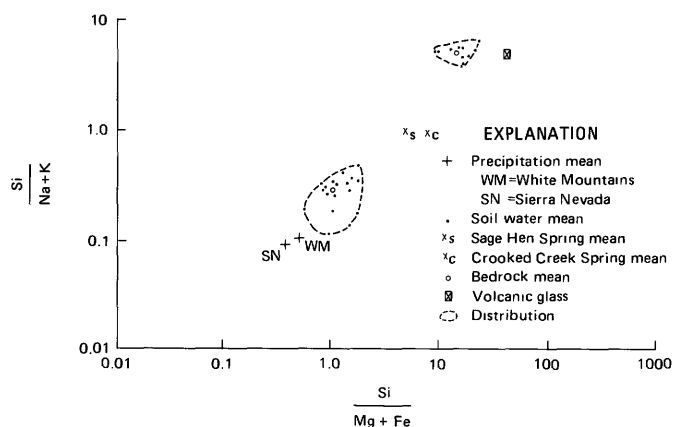 10
1.0
0.1
0.01
Si
Na+K
SN
WM
xs xc
EXPLANATION
+ Precipitation mean
WM=White Mountains
SN =Sierra Nevada
Soil water mean
xs Sage Hen Spring mean
xc Crooked Creek Spring mean
Bedrock mean
Volcanic glass
Distribution
0.01 0.1 1.0 10 100 1000
Si
Mg + Fe